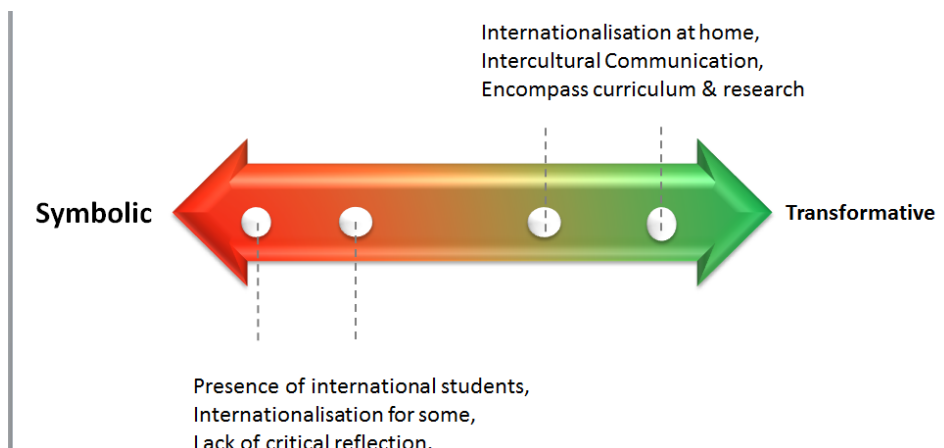 Internationalisation at home,
Intercultural Communication,
Encompass curriculum & research
Symbolic
Transformative
Presence of international students,
Internationalisation for some,
Lack of critical reflection,